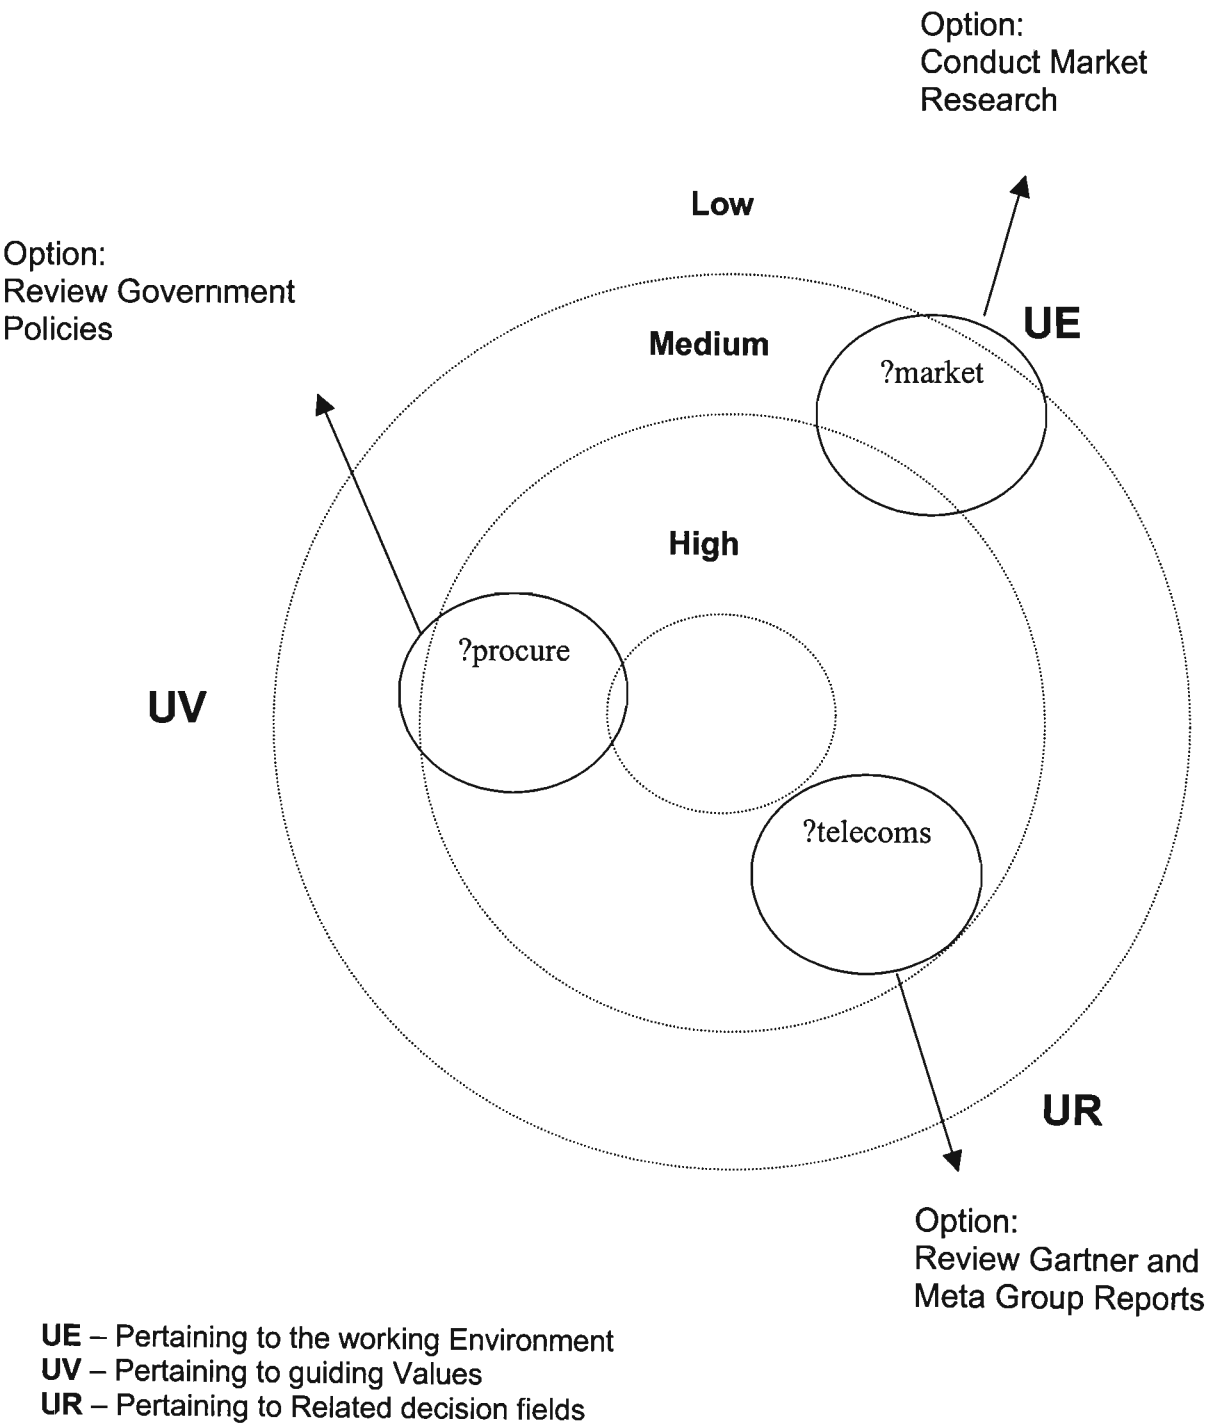 Option:
Conduct Market
Research
Low
Option:
Review Government
Policies
UE
Medium
?market
High
?procure
UV
?telecoms
UR
Option:
Review Gartner and
Meta Group Reports
UE – Pertaining to the working Environment
UV – Pertaining to guiding Values
UR – Pertaining to Related decision fields